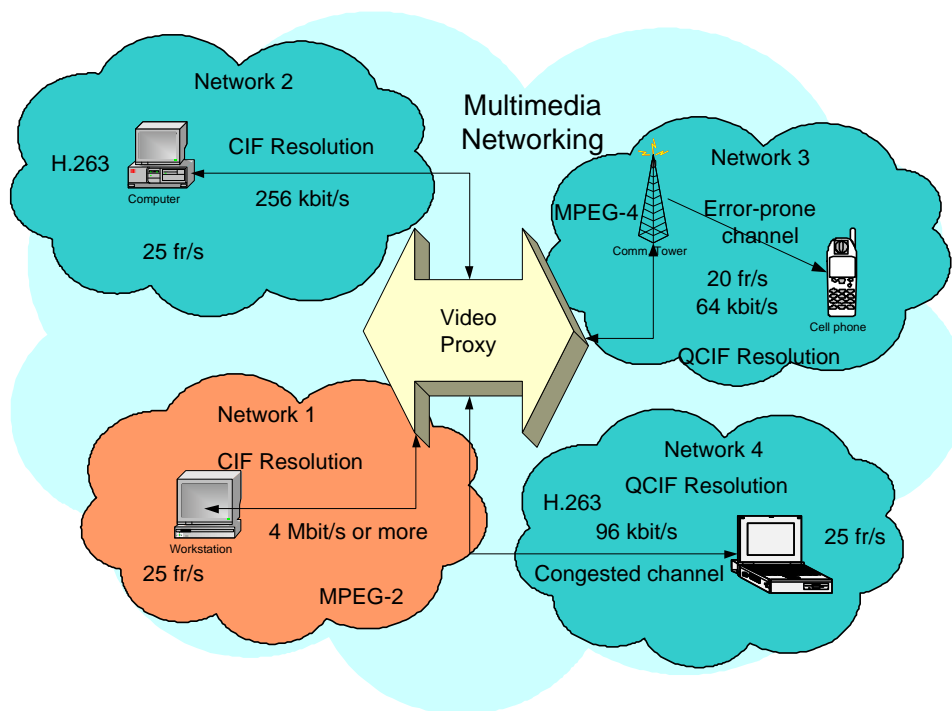 Network 2
Multimedia
Networking
H.263
CIF Resolution
Computer
256 kbit/s
25 fr/s
Network 3
MPEG-4
Error-prone
channel
Comm. Tower
20 fr/s
64 kbit/s
Cell phone
QCIF Resolution
Video
Proxy
Network 1
CIF Resolution
4 Mbit/s or more
Workstation
25 fr/s
MPEG-2
Network 4
QCIF Resolution
H.263
96 kbit/s
25 fr/s
Congested channel